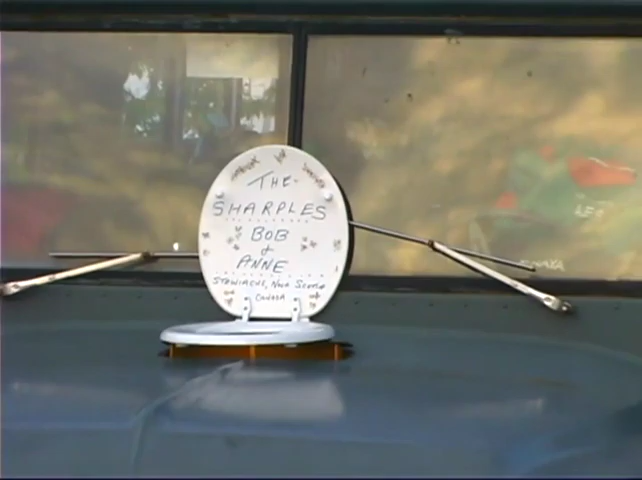 THE
SHARPLES
BOB
&
ANNE
STEWIACKE, NOVA SCOTIA
CANADA